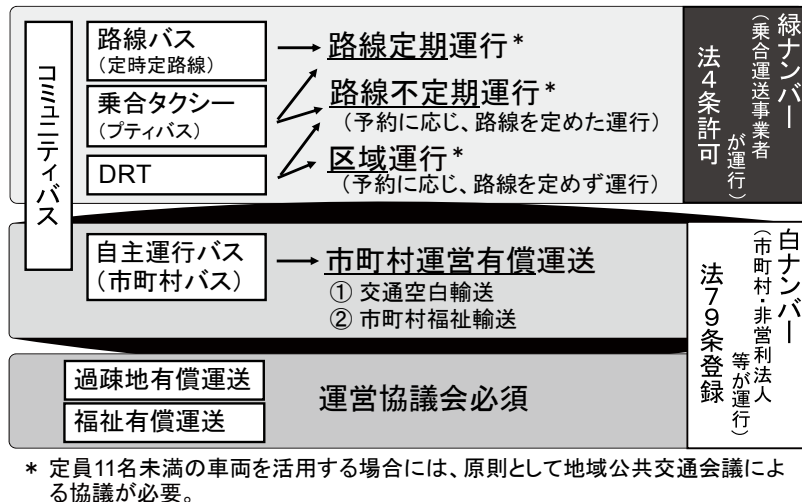 コミュニティバス
路線バス
(定時定路線)
乗合タクシー
(プティバス)
DRT
路線定期運行*
路線不定期運行*
(予約に応じ、路線を定めた運行)
区域運行*
(予約に応じ、路線を定めず運行)
緑ナンバー
(乗合運送事業者
が運行)
法4条許可
自主運行バス
(市町村バス)
市町村運営有償運送
① 交通空白輸送
② 市町村福祉輸送
白ナンバー
(市町村・非営利法人
等が運行)
法79条登録
過疎地有償運送
福祉有償運送
運営協議会必須
* 定員11名未満の車両を活用する場合には、原則として地域公共交通会議によ
る協議が必要。